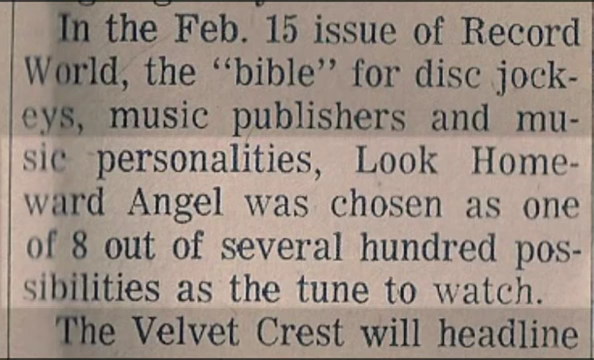 In the Feb. 15 issue of Record
World, the “bible” for disc jock-
eys, music publishers and mu-
sic personalities, Look Home-
ward Angel was chosen as one
of 8 out of several hundred pos-
sibilities as the tune to watch.
The Velvet Crest will headline